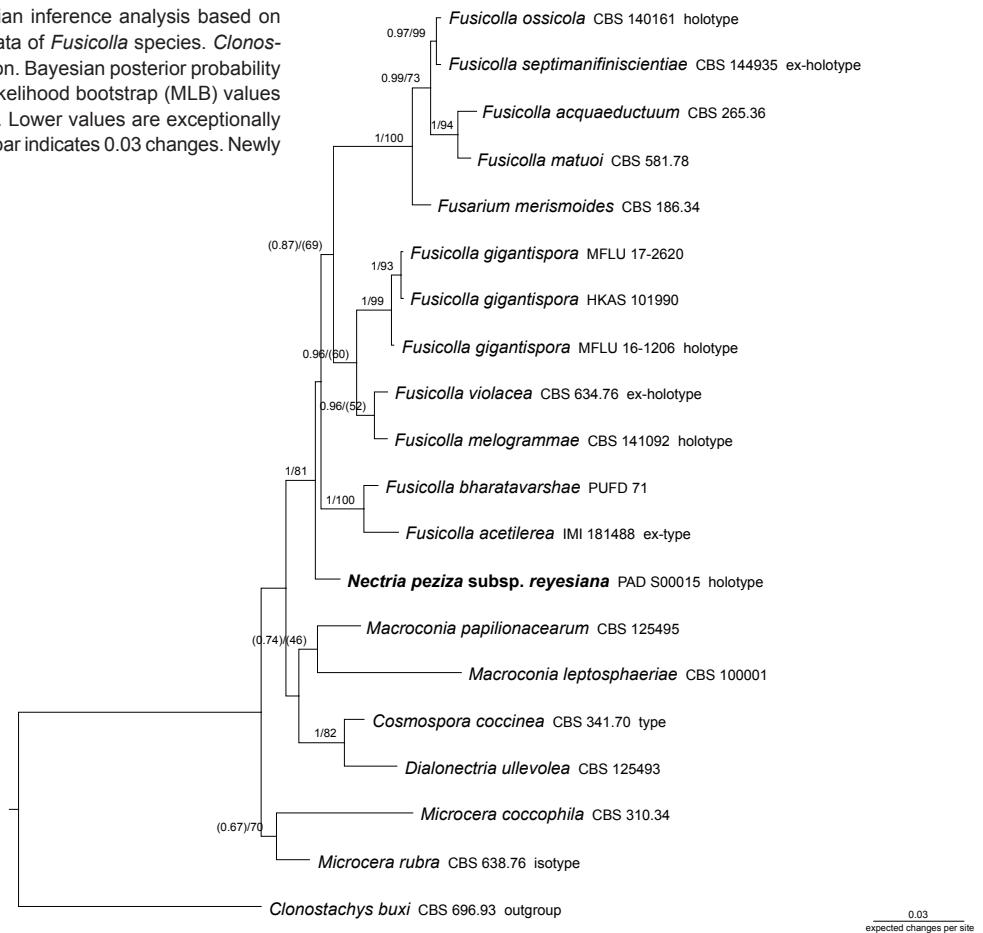 ian inference analysis based on
ata of Fusicolla species. Clonos-
on. Bayesian posterior probability
kelihood bootstrap (MLB) values
. Lower values are exceptionally
bar indicates 0.03 changes. Newly
Fusicolla ossicola CBS 140161 holotype
0.97/99
Fusicolla septimanifiniscientiae CBS 144935 ex-holotype
0.99/73
Fusicolla acquaeductuum CBS 265.36
1/94
1/100
Fusicolla matuoi CBS 581.78
Fusarium merismoides CBS 186.34
(0.87)/(69)
Fusicolla gigantispora MFLU 17-2620
1/93
Fusicolla gigantispora HKAS 101990
1/99
Fusicolla gigantispora MFLU 16-1206 holotype
0.96/(60)
Fusicolla violacea CBS 634.76 ex-holotype
0.96/(52)
Fusicolla melogrammae CBS 141092 holotype
1/81
Fusicolla bharatavarshae PUFD 71
1/100
Fusicolla acetilerea IMI 181488 ex-type
Nectria peziza subsp. reyesiana PAD S00015 holotype
Macroconia papilionacearum CBS 125495
(0.74)/(46)
Macroconia leptosphaeriae CBS 100001
Cosmospora coccinea CBS 341.70 type
1/82
Dialonectria ullevolea CBS 125493
Microcera coccophila CBS 310.34
(0.67)/70
Microcera rubra CBS 638.76 isotype
Clonostachys buxi CBS 696.93 outgroup
0.03
expected changes per site